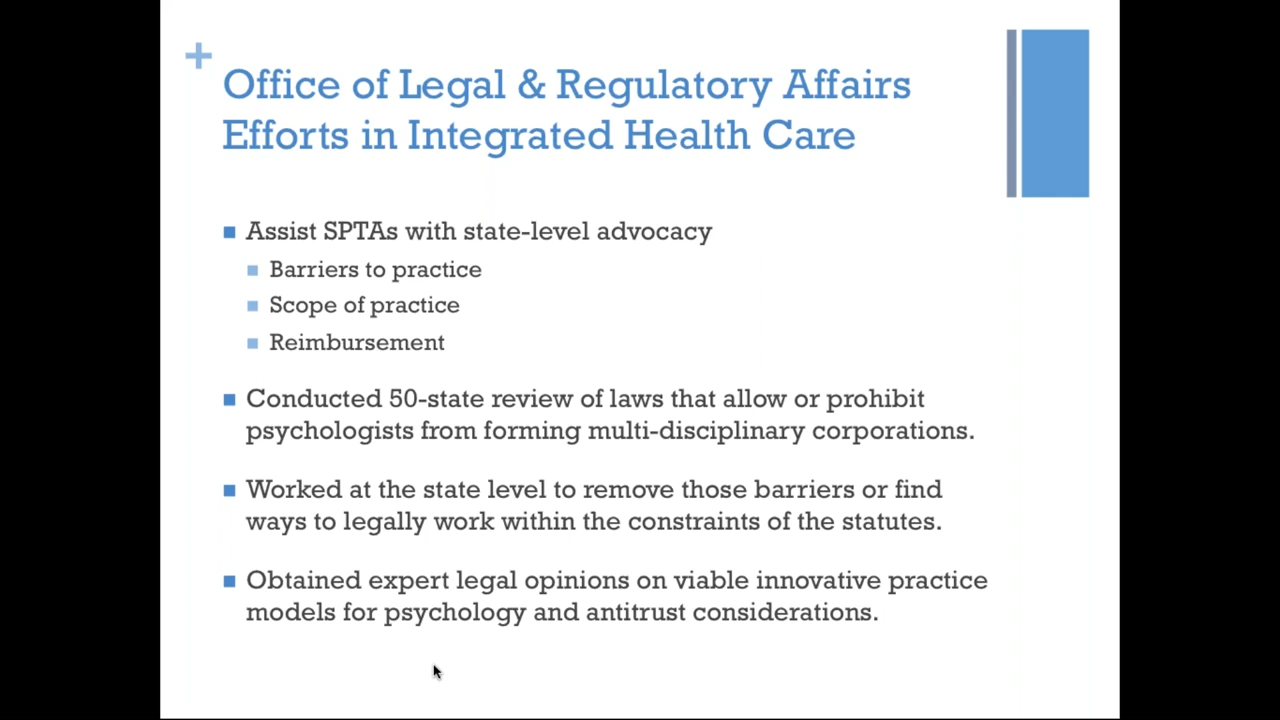 +
Office of Legal & Regulatory Affairs
Efforts in Integrated Health Care
Assist SPTAs with state-level advocacy
Barriers to practice
Scope of practice
Reimbursement
Conducted 50-state review of laws that allow or prohibit
psychologists from forming multi-disciplinary corporations.
Worked at the state level to remove those barriers or find
ways to legally work within the constraints of the statutes.
Obtained expert legal opinions on viable innovative practice
models for psychology and antitrust considerations.